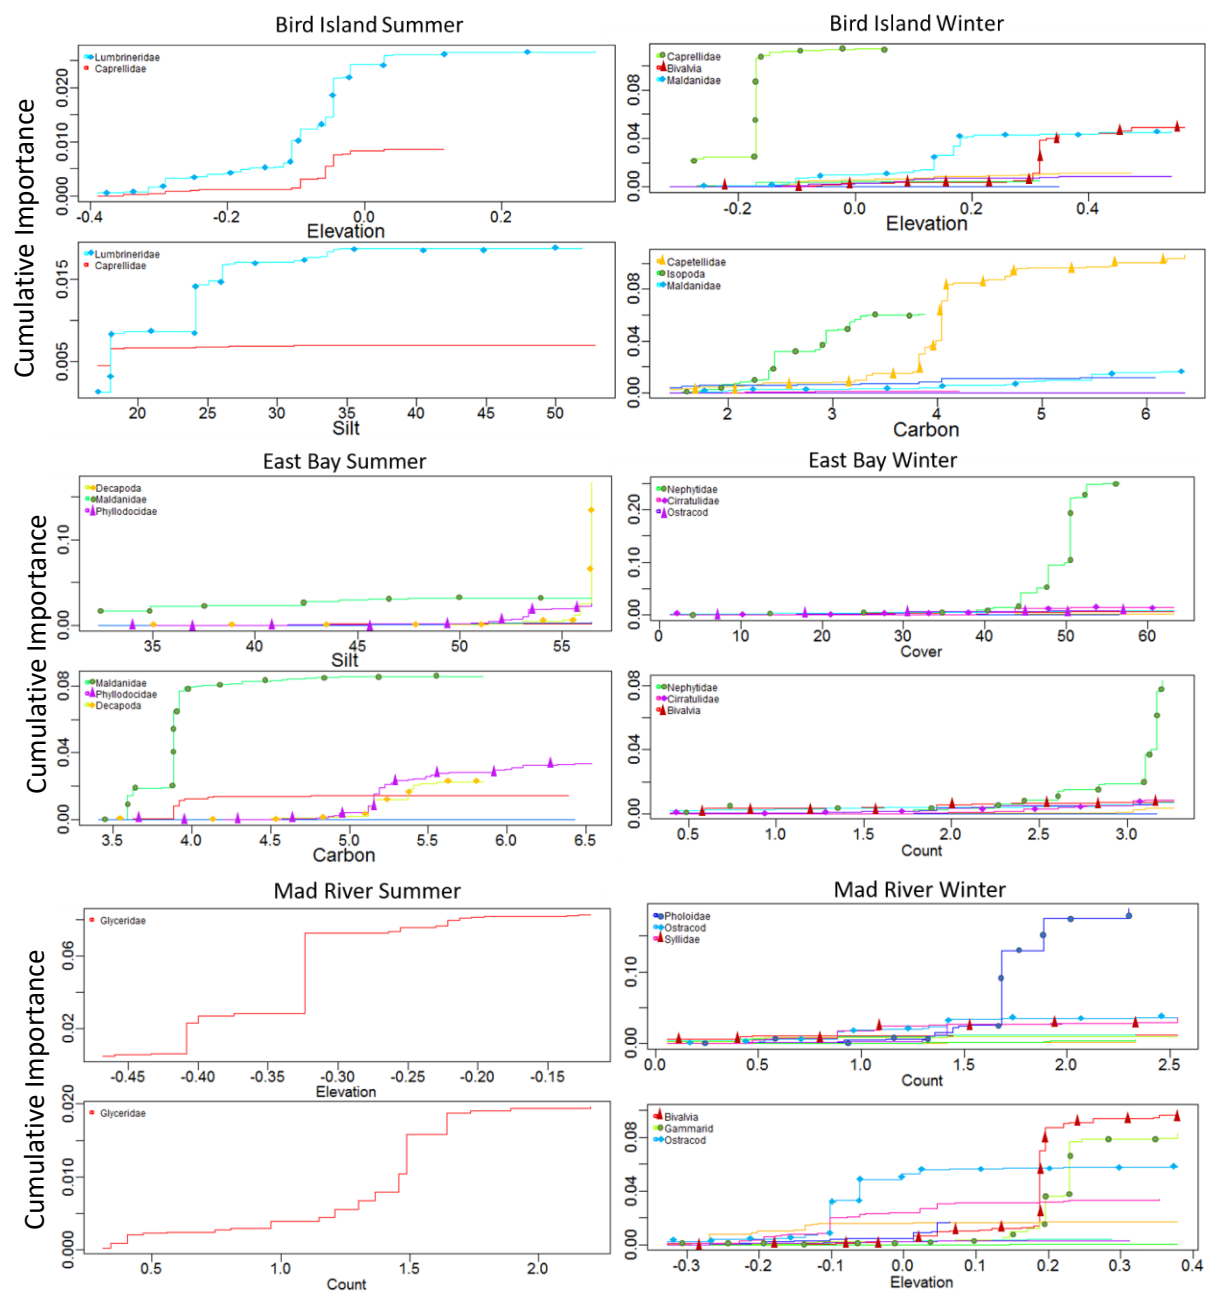 Bird Island Summer
Bird Island Winter
Cumulative Importance
0.000 0.010 0.020
Lumbrineridae
Caprellidae
-0.4 -0.2 0.0 0.2
Elevation
0.00 0.04 0.08
Caprellidae
Bivalvia
Maldanidae
-0.2 0.0 0.2 0.4
Elevation
0.005 0.015
Lumbrineridae
Caprellidae
20 25 30 35 40 45 50
Silt
0.00 0.04 0.08
Capetellidae
Isopoda
Maldanidae
2 3 4 5 6
Carbon
East Bay Summer
East Bay Winter
Cumulative Importance
0.00 0.10
Decapoda
Maldanidae
Phyllodocidae
35 40 45 50 55
Silt
0.00 0.10 0.20
Nephytidae
Cirratulidae
Ostracod
0 10 20 30 40 50 60
Cover
0.00 0.04 0.08
Maldanidae
Phyllodocidae
Decapoda
3.5 4.0 4.5 5.0 5.5 6.0 6.5
Carbon
0.00 0.04 0.08
Nephytidae
Cirratulidae
Bivalvia
0.5 1.0 1.5 2.0 2.5 3.0
Count
Mad River Summer
Mad River Winter
Cumulative Importance
0.02 0.06
Glyceridae
-0.45 -0.40 -0.35 -0.30 -0.25 -0.20 -0.15
Elevation
0.00 0.10
Pholoidae
Ostracod
Syllidae
0.0 0.5 1.0 1.5 2.0 2.5
Count
0.000 0.010 0.020
Glyceridae
0.5 1.0 1.5 2.0
Count
0.00 0.04 0.08
Bivalvia
Gammarid
Ostracod
-0.3 -0.2 -0.1 0.0 0.1 0.2 0.3 0.4
Elevation